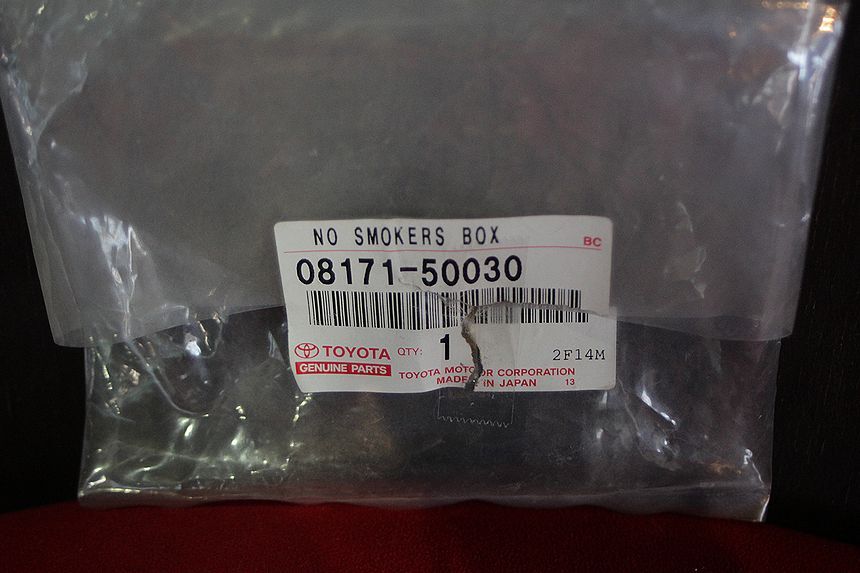 NO SMOKERS BOX
BC
08171-50030
TOYOTA QTY: 1 2F14M
GENUINE PARTS
TOYOTA MOTOR CORPORATION
MADE IN JAPAN 13